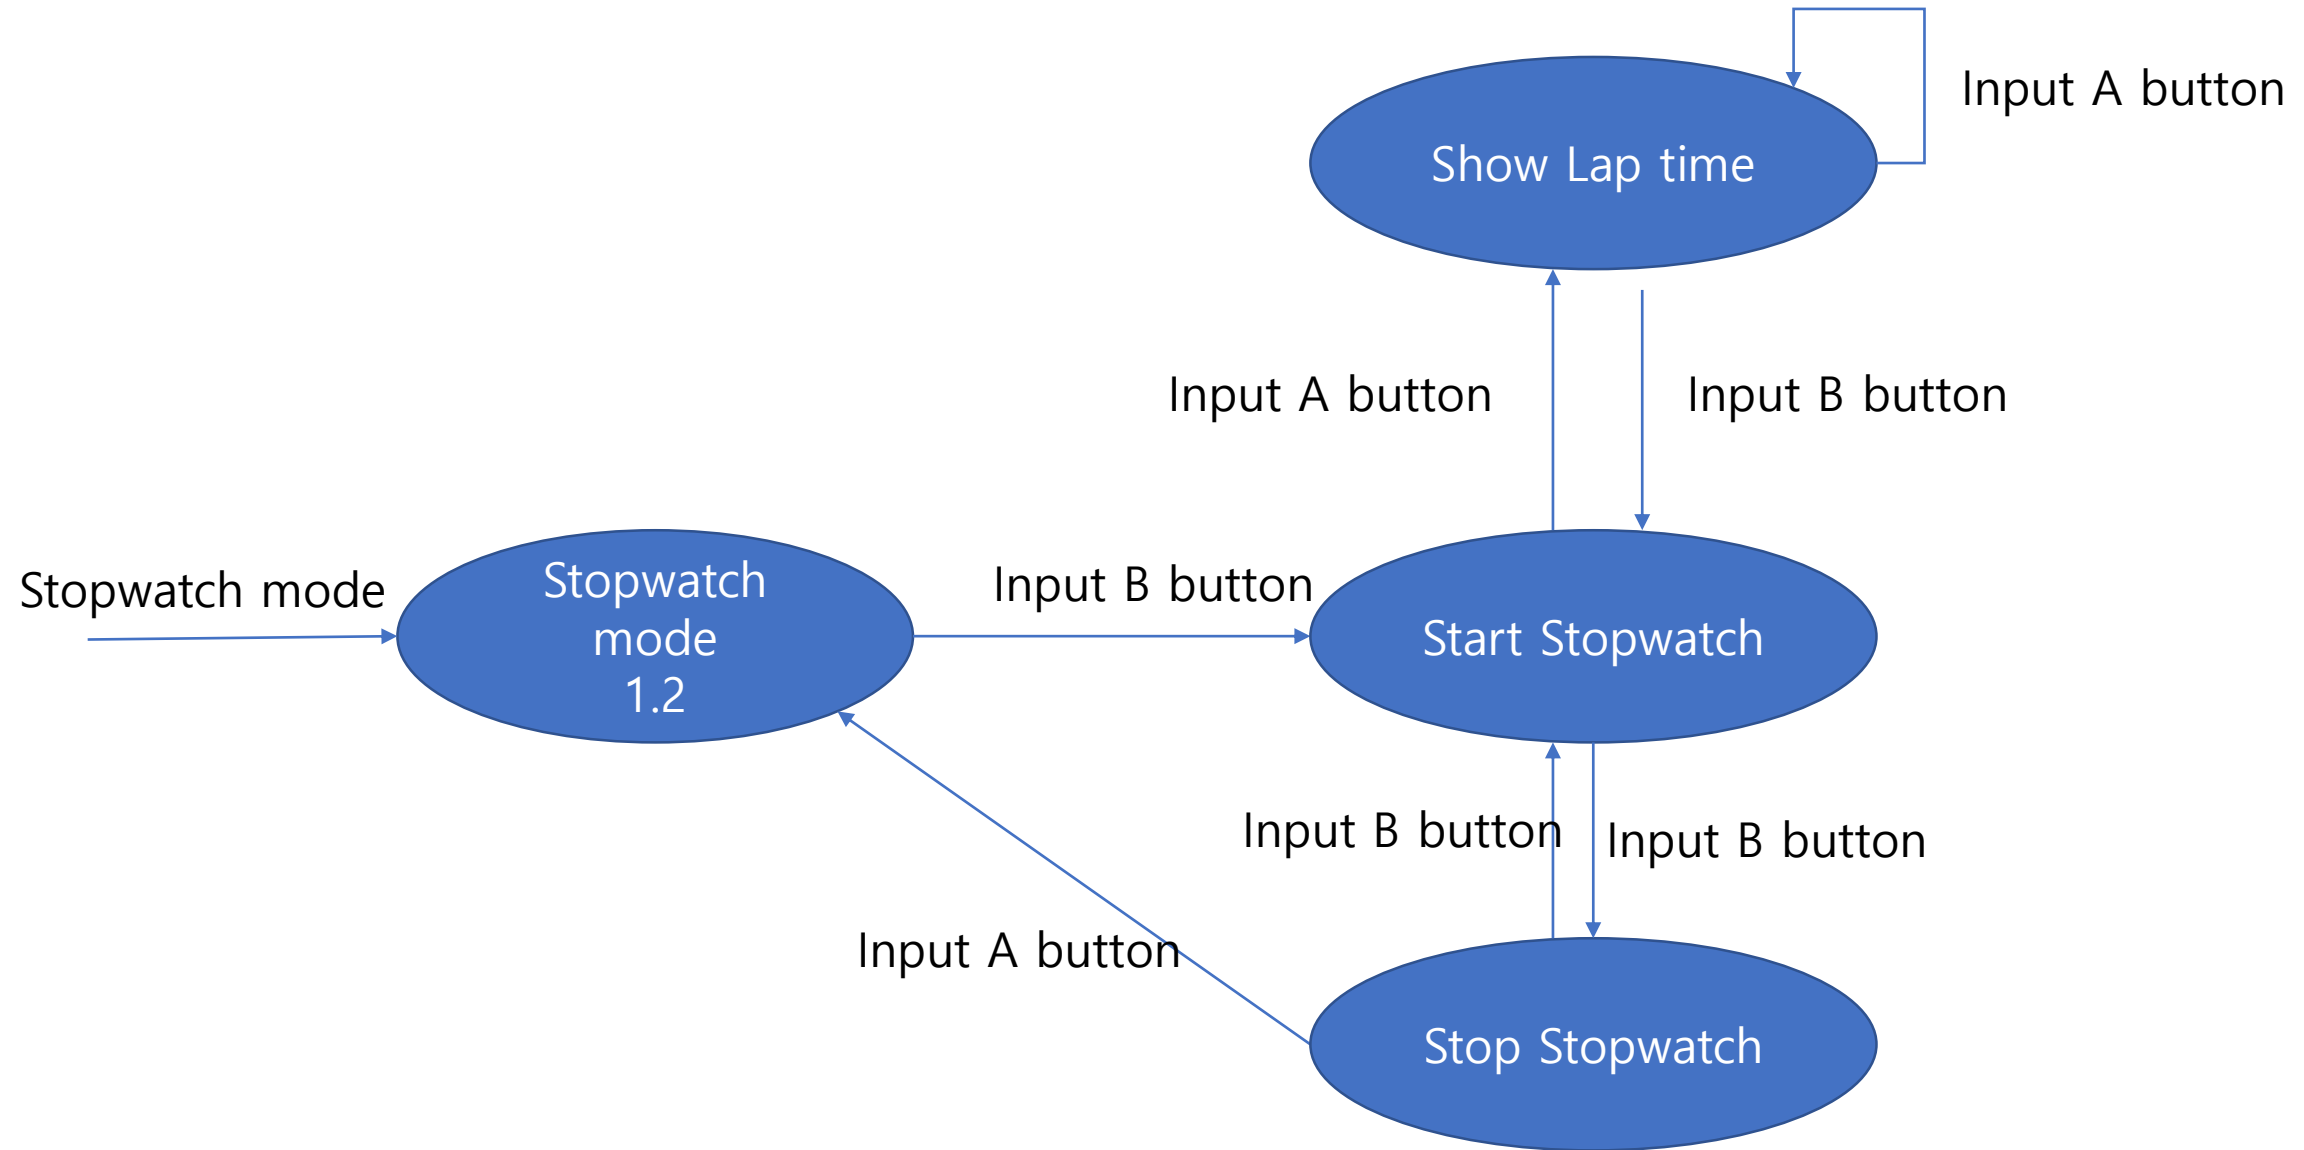 Input A button
Show Lap time
Input A button
Input B button
Stopwatch mode
Stopwatch
mode
1.2
Input B button
Start Stopwatch
Input B button
Input B button
Input A button
Stop Stopwatch